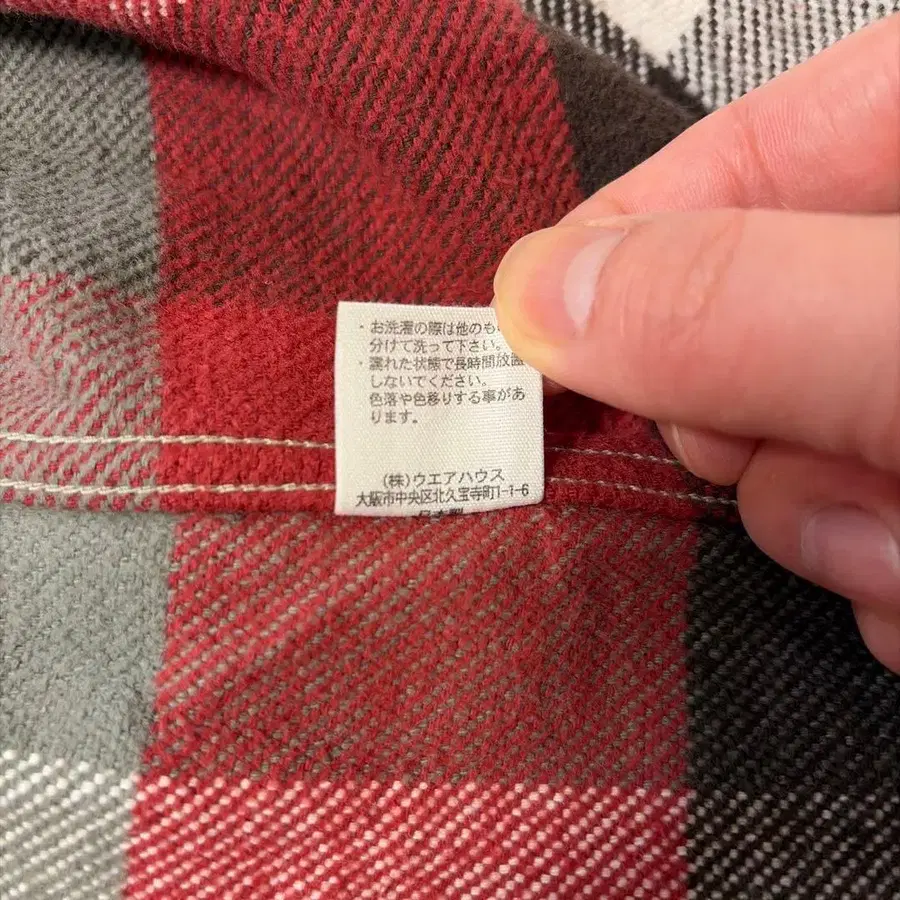 ・お洗濯の際は他のも
分けて洗って下さい。
・濡れた状態で長時間放置
しないでください。
色落や色移りする事があ
ります。
(株)ウエアハウス
大阪市中央区北久宝寺町1-1-6
日本製